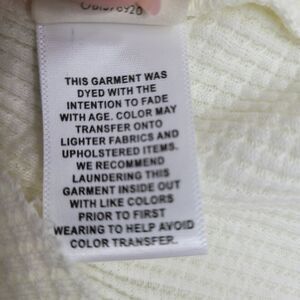 THIS GARMENT WAS
DYED WITH THE
INTENTION TO FADE
WITH AGE. COLOR MAY
TRANSFER ONTO
LIGHTER FABRICS AND
UPHOLSTERED ITEMS.
WE RECOMMEND
LAUNDERING THIS
GARMENT INSIDE OUT
WITH LIKE COLORS
PRIOR TO FIRST
WEARING TO HELP AVOID
COLOR TRANSFER.